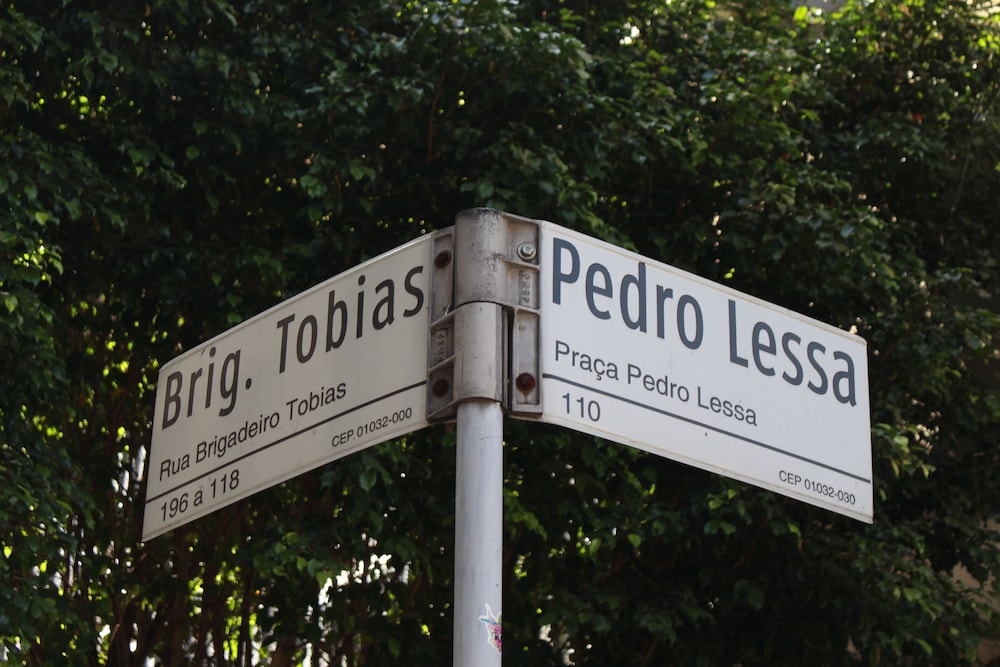 Brig. Tobias
Rua Brigadeiro Tobias
CEP 01032-000
196 a 118
Pedro Lessa
Praça Pedro Lessa
110
CEP 01032-030